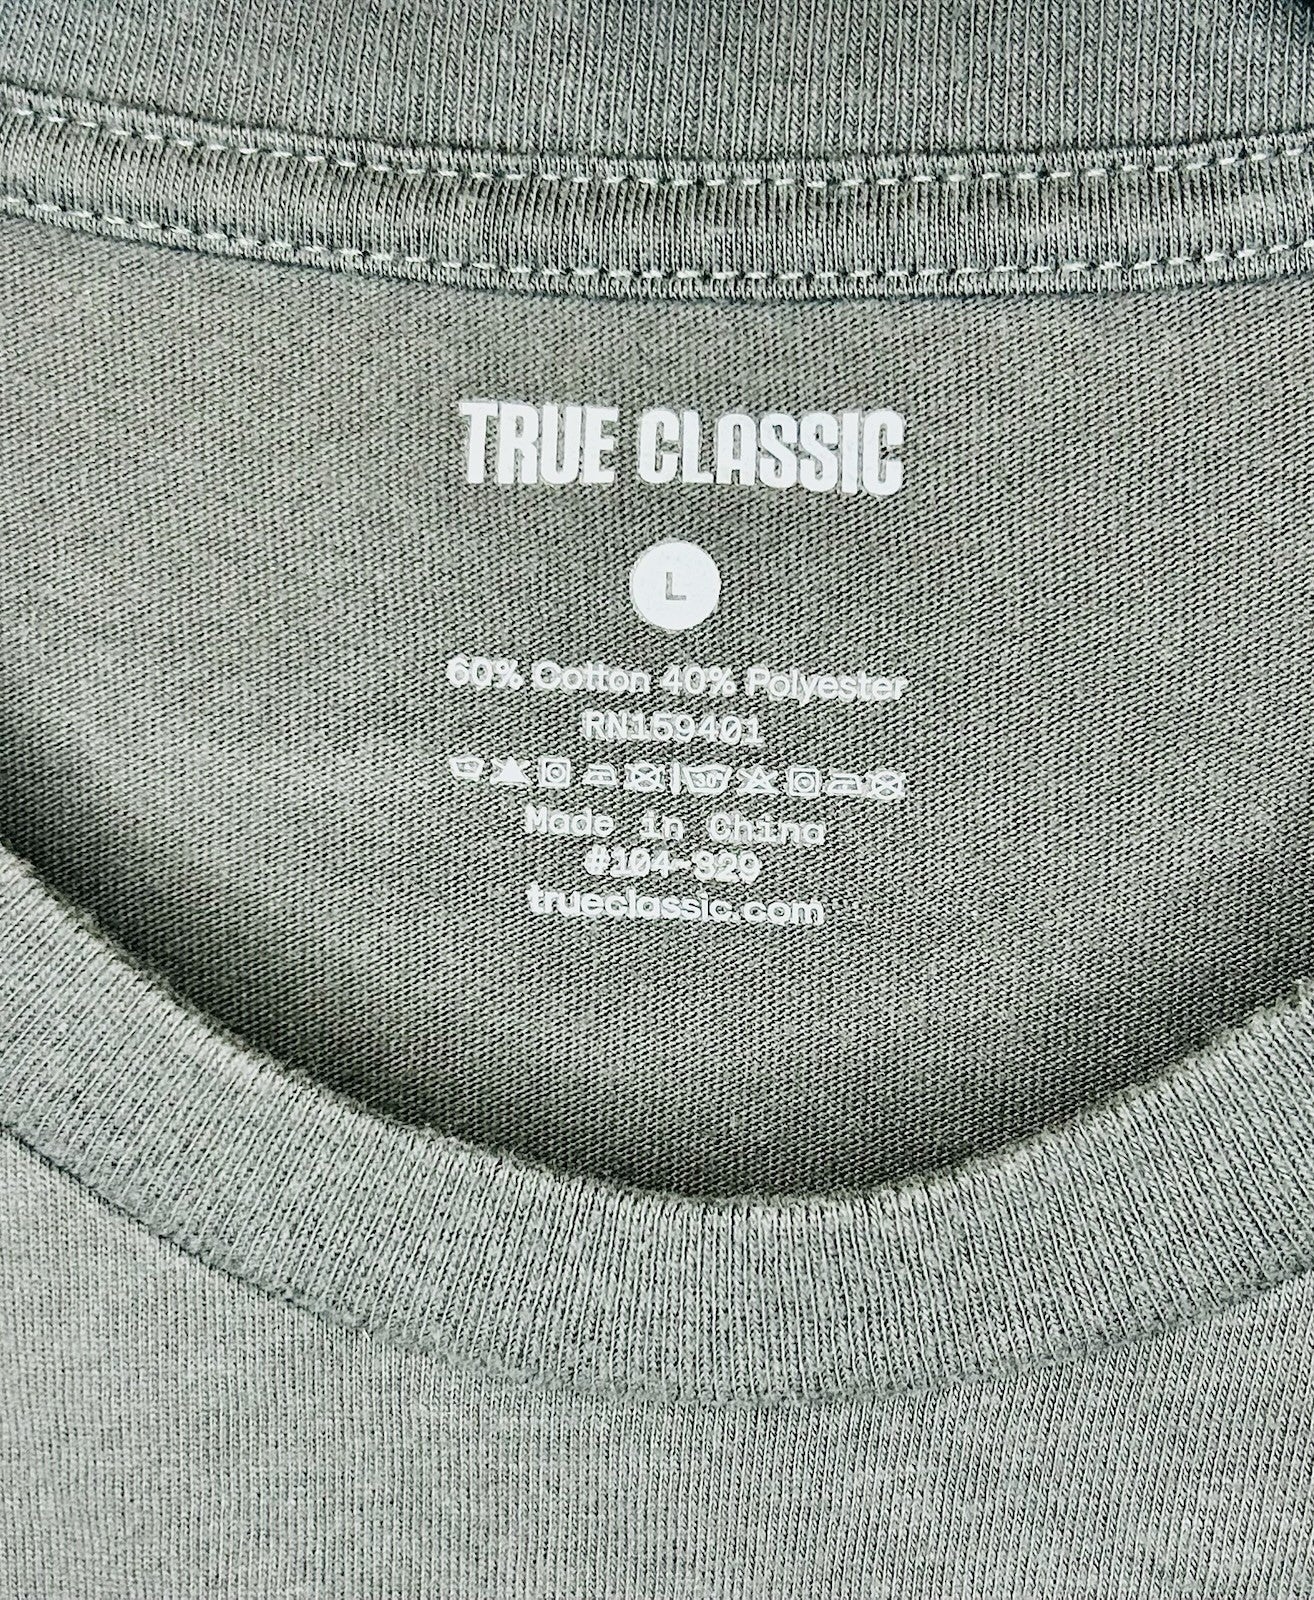 TRUE CLASSIC
L
60% Cotton 40% Polyester
RN159401
Made in China
#104-329
trueclassic.com